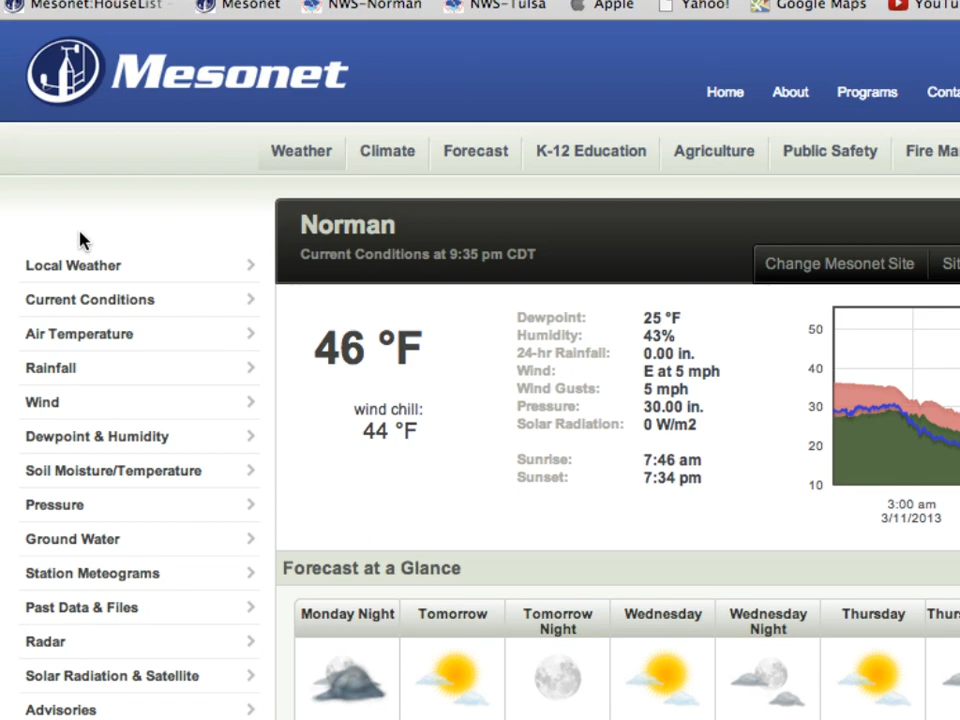 Mesonet:HouseList Mesonet NWS-Norman NWS-Tulsa Apple Yahoo! Google Maps
Mesonet
Home About Programs
Weather Climate Forecast K-12 Education Agriculture Public Safety Fire
Norman
Current Conditions at 9:35 pm CDT
Change Mesonet Site
Local Weather
Current Conditions
Air Temperature
Rainfall
Wind
Dewpoint & Humidity
Soil Moisture/Temperature
Pressure
Ground Water
Station Meteograms
Past Data & Files
Radar
Solar Radiation & Satellite
Advisories
46 °F
wind chill:
44 °F
Dewpoint: 25 °F
Humidity: 43%
24-hr Rainfall: 0.00 in.
Wind: E at 5 mph
Wind Gusts: 5 mph
Pressure: 30.00 in.
Solar Radiation: 0 W/m2
Sunrise: 7:46 am
Sunset: 7:34 pm
50
40
30
20
10
3:00 am
3/11/2013
Forecast at a Glance
Monday Night
Tomorrow
Tomorrow
Night
Wednesday
Wednesday
Night
Thursday